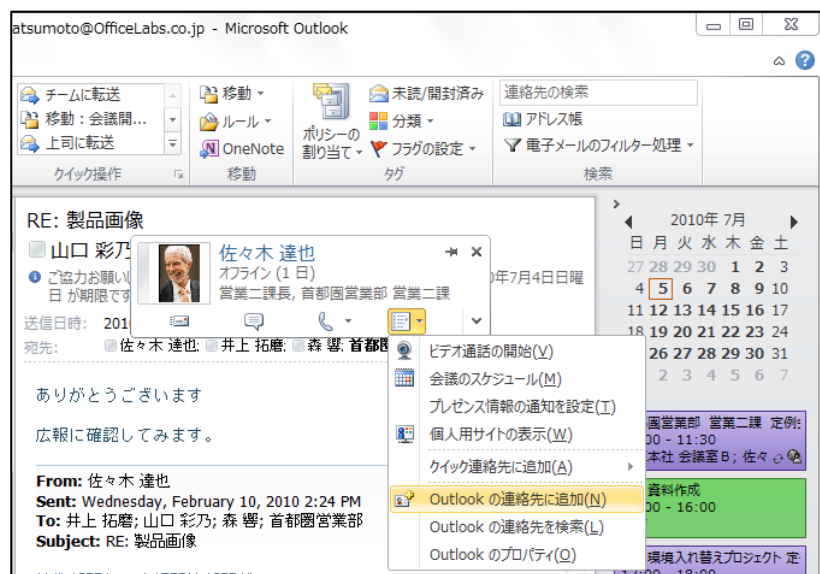 atsumoto@OfficeLabs.co.jp - Microsoft Outlook
チームに転送
移動：会議開...
上司に転送
クイック操作
移動
ルール
OneNote
移動
ポリシーの
割り当て
未読/開封済み
分類
フラグの設定
タグ
連絡先の検索
アドレス帳
電子メールのフィルター処理
検索
RE: 製品画像
山口 彩乃
ご協力お願いし
日 が期限です
年7月4日日曜
送信日時: 201
宛先: 佐々木 達也; 井上 拓磨; 森 響; 首都圏
佐々木 達也
オフライン (1 日)
営業二課長, 首都圏営業部 営業二課
ビデオ通話の開始(V)
会議のスケジュール(M)
プレゼンス情報の通知を設定(T)
個人用サイトの表示(W)
クイック連絡先に追加(A)
Outlook の連絡先に追加(N)
Outlook の連絡先を検索(L)
Outlook のプロパティ(O)
ありがとうございます
広報に確認してみます。
From: 佐々木 達也
Sent: Wednesday, February 10, 2010 2:24 PM
To: 井上 拓磨; 山口 彩乃; 森 響; 首都圏営業部
Subject: RE: 製品画像
2010年 7月
日 月 火 水 木 金 土
27 28 29 30 1 2 3
4 5 6 7 8 9 10
11 12 13 14 15 16 17
18 19 20 21 22 23 24
26 27 28 29 30 31
2 3 4 5 6 7
圏営業部 営業二課 定例
00 - 11:30
本社 会議室B; 佐々
資料作成
00 - 16:00
環境入れ替えプロジェクト 定
17:00 - 18:00